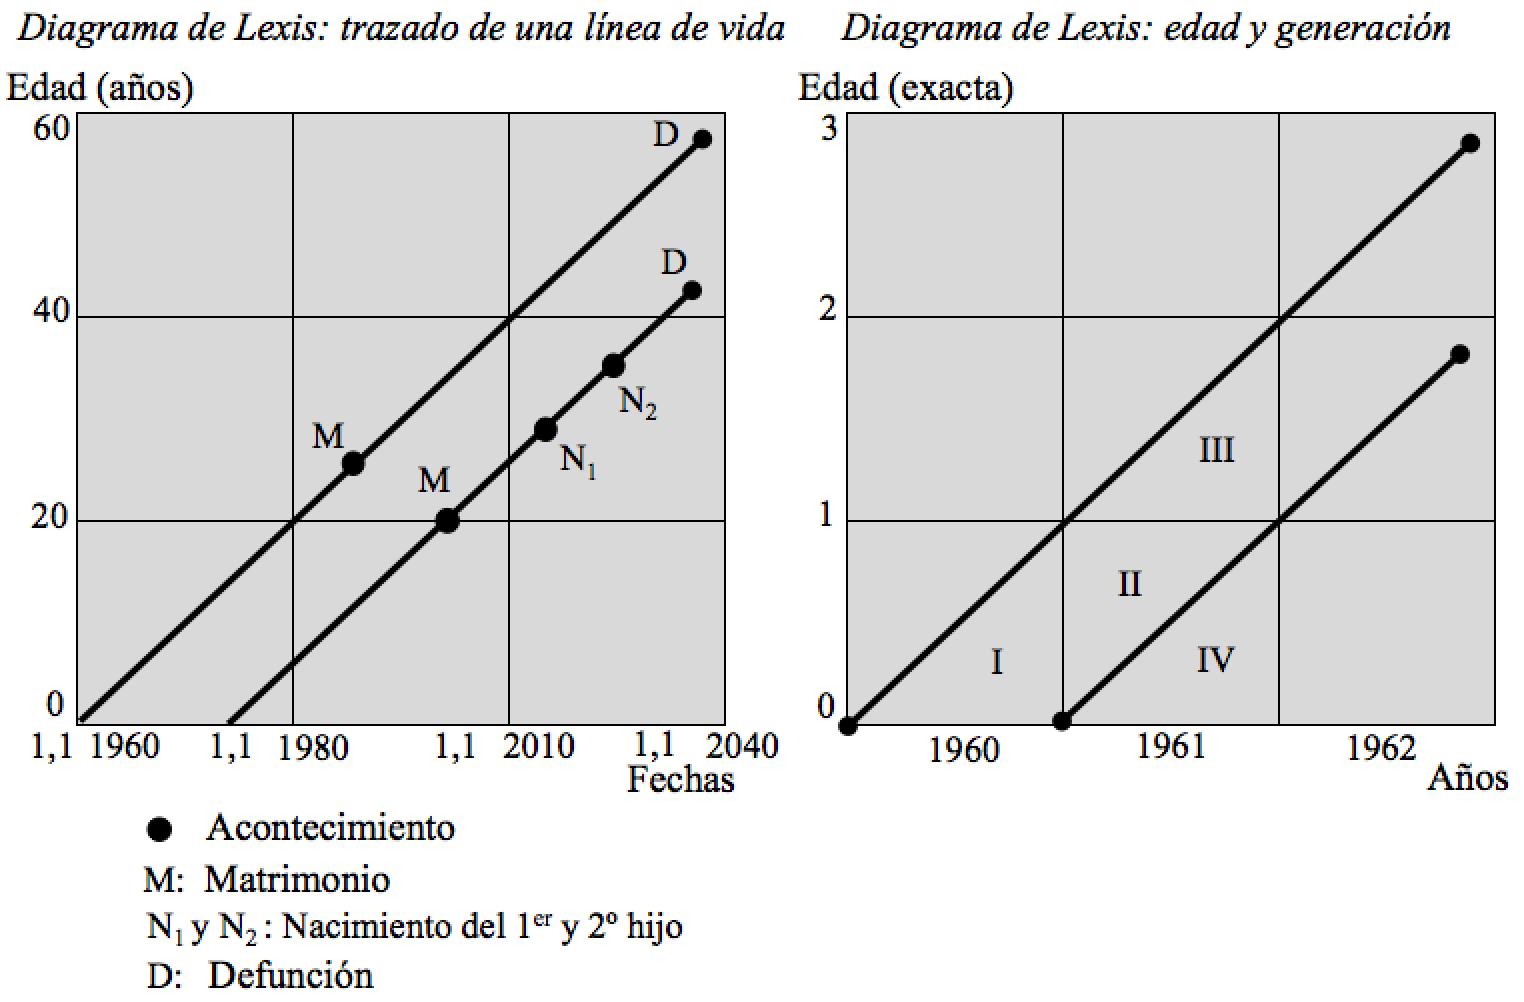 Diagrama de Lexis: trazado de una línea de vida
Edad (años)
60
D
D
40
N2
M
N1
M
20
0
1,1 1960 1,1 1980 1,1 2010 1,1 2040
Fechas
● Acontecimiento
M: Matrimonio
N1 y N2 : Nacimiento del 1er y 2º hijo
D: Defunción
Diagrama de Lexis: edad y generación
Edad (exacta)
3
2
III
1
II
I
IV
0
1960 1961 1962
Años